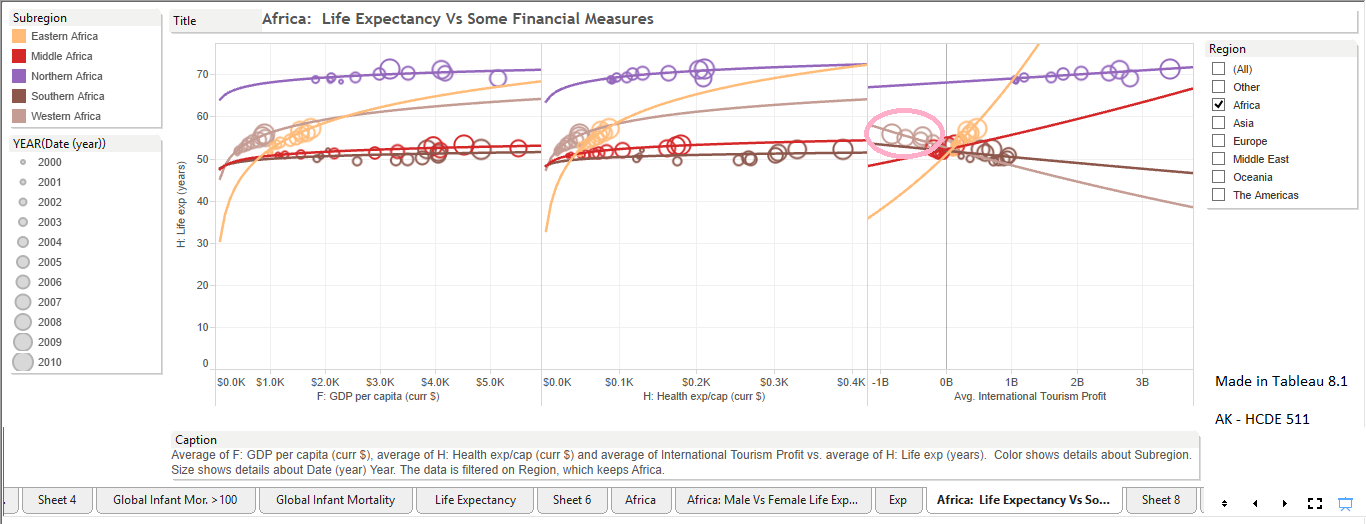 Subregion
Eastern Africa
Middle Africa
Northern Africa
Southern Africa
Western Africa
YEAR(Date (year))
2000
2001
2002
2003
2004
2005
2006
2007
2008
2009
2010
Title
Africa: Life Expectancy Vs Some Financial Measures
H: Life exp (years)
70
60
50
40
30
20
10
0
$0.0K $1.0K $2.0K $3.0K $4.0K $5.0K
F: GDP per capita (curr $)
$0.0K $0.1K $0.2K $0.3K $0.4K
H: Health exp/cap (curr $)
-1B 0B 1B 2B 3B
Avg. International Tourism Profit
Region
(All)
Other
Africa
Asia
Europe
Middle East
Oceania
The Americas
Made in Tableau 8.1
AK - HCDE 511
Caption
Average of F: GDP per capita (curr $), average of H: Health exp/cap (curr $) and average of International Tourism Profit vs. average of H: Life exp (years). Color shows details about Subregion.
Size shows details about Date (year) Year. The data is filtered on Region, which keeps Africa.
Sheet 4 Global Infant Mor. >100 Global Infant Mortality Life Expectancy Sheet 6 Africa Africa: Male Vs Female Life Exp... Exp Africa: Life Expectancy Vs So... Sheet 8